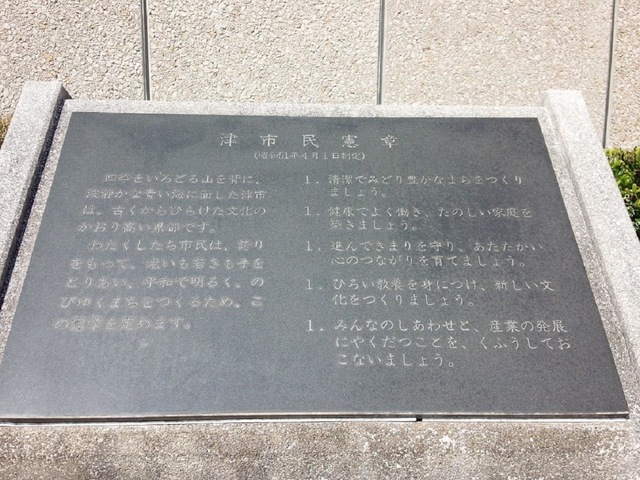 津市民憲章
(昭和51年4月1日制定)
四季をいろどる山を背に、
波静かな青い海に面した津市
は、古くからひらけた文化の
かおり高い県都です。
わたくしたち市民は、誇り
をもって、老いも若きも手を
とりあい、平和で明るく、の
びゆくまちをつくるため、こ
の憲章を定めます。
1. 清潔でみどり豊かなまちをつくり
ましょう。
1. 健康でよく働き、たのしい家庭を
築きましょう。
1. 進んできまりを守り、あたたかい
心のつながりを育てましょう。
1. ひろい教養を身につけ、新しい文
化をつくりましょう。
1. みんなのしあわせと、産業の発展
にやくだつことを、くふうしてお
こないましょう。